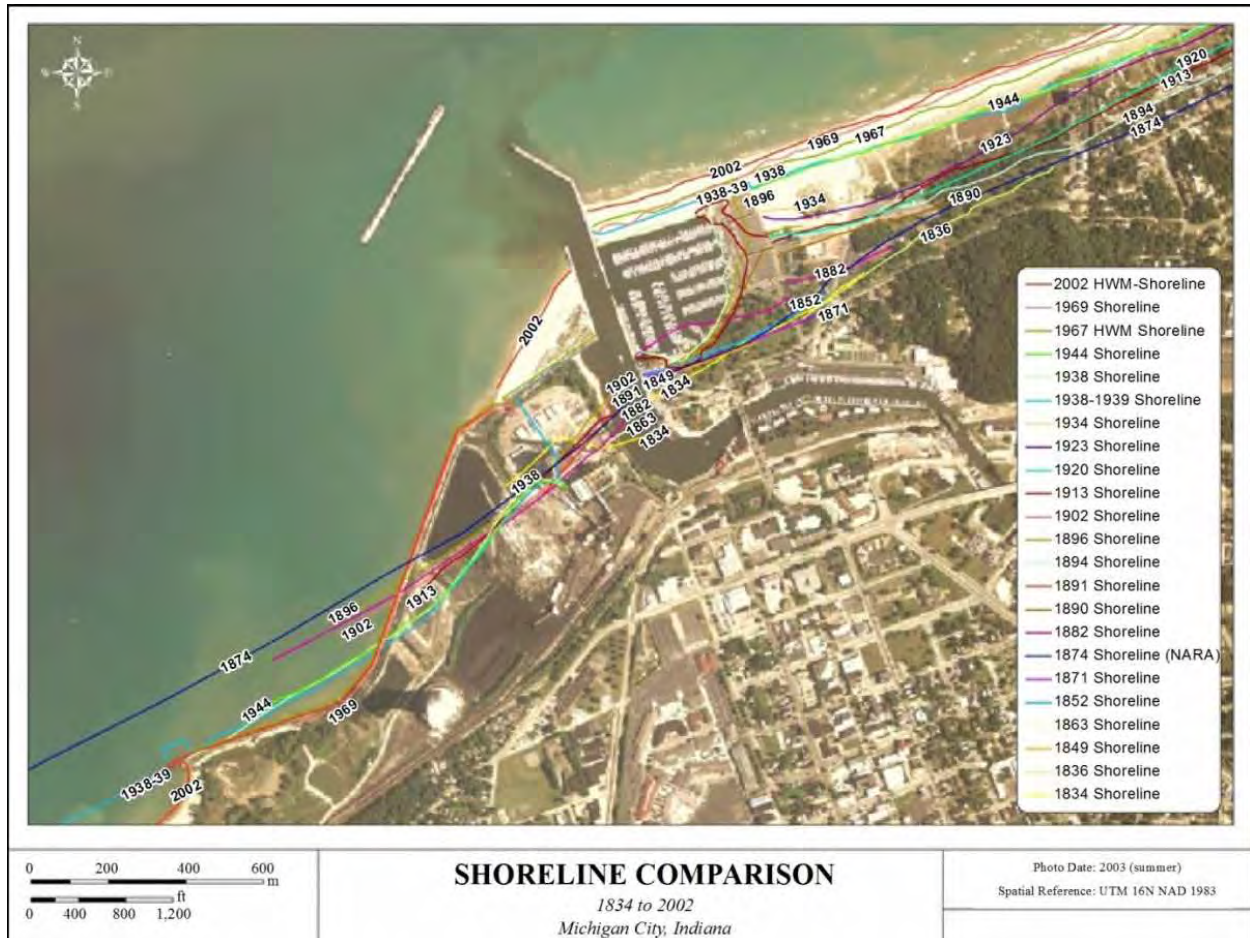 N
1920
1913
1944
1894
1969
1967
1874
1923
2002
1938
1938-39
1896
1934
1890
1836
1882
1852
2002
1871
1902
1849
1891
1834
1882
1863
1834
1938
1896
1913
1902
1874
1944
1969
1938-39
2002
2002 HWM-Shoreline
1969 Shoreline
1967 HWM Shoreline
1944 Shoreline
1938 Shoreline
1938-1939 Shoreline
1934 Shoreline
1923 Shoreline
1920 Shoreline
1913 Shoreline
1902 Shoreline
1896 Shoreline
1894 Shoreline
1891 Shoreline
1890 Shoreline
1882 Shoreline
1874 Shoreline (NARA)
1871 Shoreline
1852 Shoreline
1863 Shoreline
1849 Shoreline
1836 Shoreline
1834 Shoreline
0 200 400 600
m
ft
0 400 800 1,200
SHORELINE COMPARISON
1834 to 2002
Michigan City, Indiana
Photo Date: 2003 (summer)
Spatial Reference: UTM 16N NAD 1983